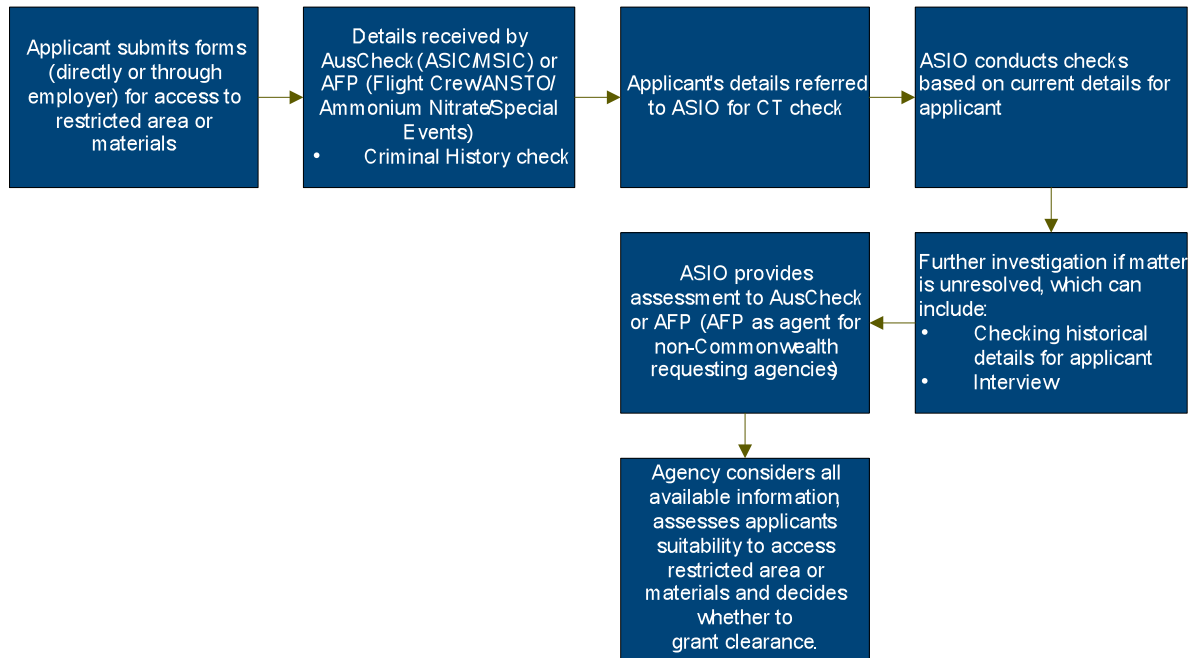 Applicant submits forms
(directly or through
employer) for access to
restricted area or
materials
Details received by
AusCheck (ASIC/MSIC) or
AFP (Flight Crew/ANSTO/
Ammonium Nitrate/Special
Events)
• Criminal History check
Applicant's details referred
to ASIO for CT check
ASIO conducts checks
based on current details for
applicant
Further investigation if matter
is unresolved, which can
include:
• Checking historical
details for applicant
• Interview
ASIO provides
assessment to AusCheck
or AFP (AFP as agent for
non-Commonwealth
requesting agencies)
Agency considers all
available information,
assesses applicants
suitability to access
restricted area or
materials and decides
whether to
grant clearance.